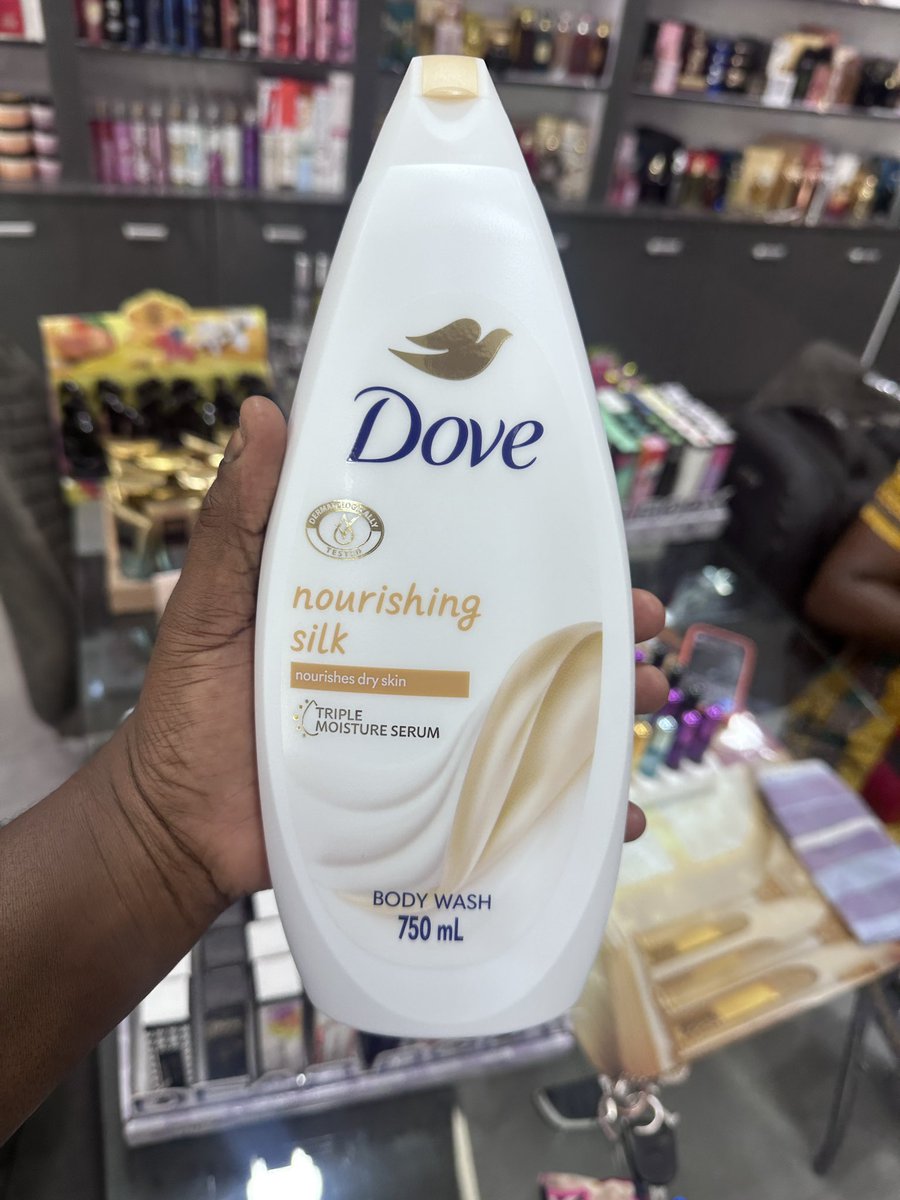 Dove
DERMATOLOGICALLY
TESTED
nourishing
silk
nourishes dry skin
TRIPLE
MOISTURE SERUM
BODY WASH
750 mL